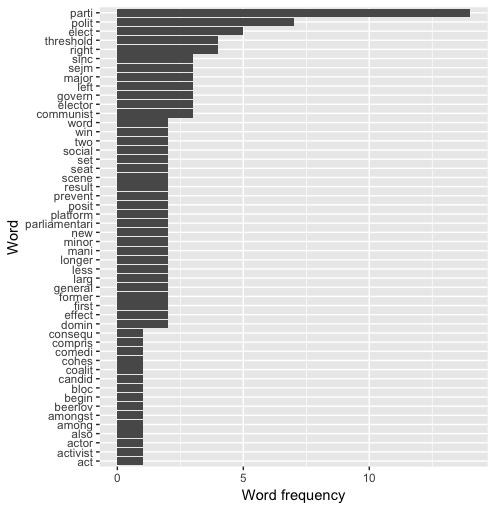 parti
polit
elect
threshold
right
sinc
sejm
major
left
govern
elector
communist
word
win
two
social
set
seat
scene
result
prevent
posit
platform
parliamentari
new
minor
mani
longer
less
larg
general
former
first
effect
domin
consequ
compris
comedi
cohes
coalit
candid
bloc
begin
beerlov
amongst
among
also
actor
activist
act
Word
0 5 10
Word frequency